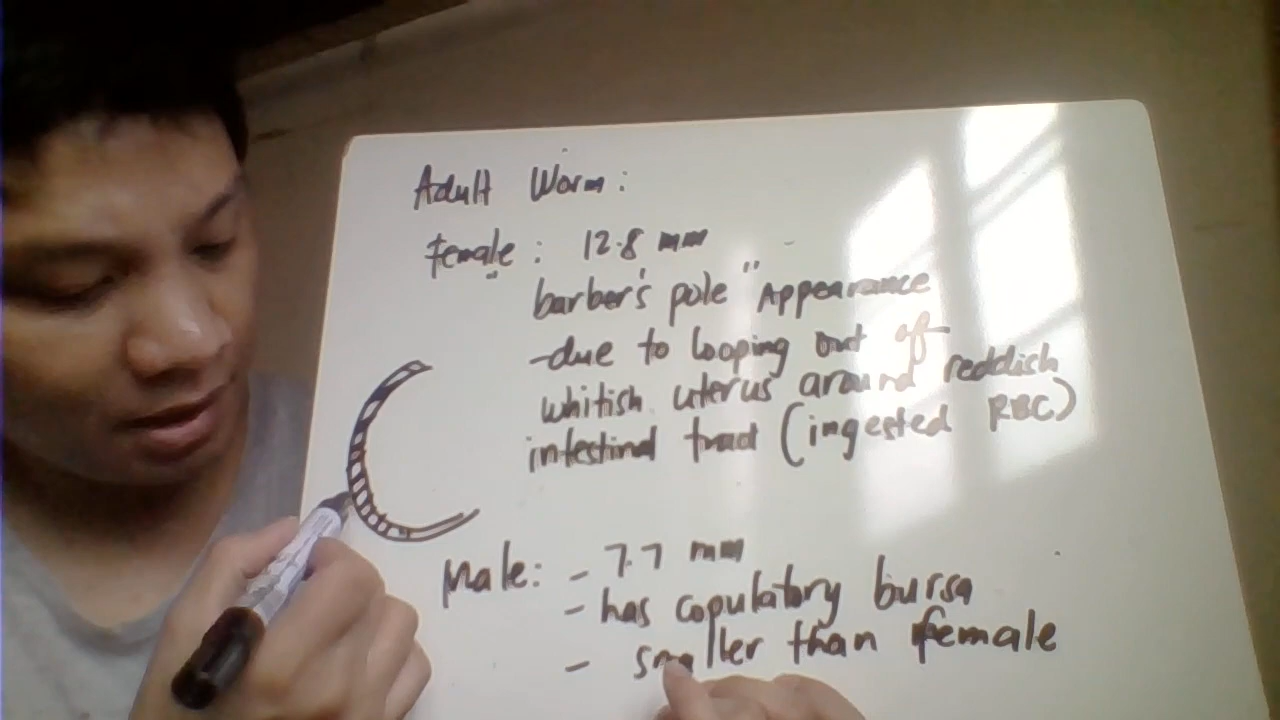 Adult Worm:
Female: 12.8 mm
"barber's pole" Appearance
-due to looping out of
whitish uterus around reddish
intestinal tract (ingested RBC)
Male: - 7.7 mm
- has copulatory bursa
- smaller than female